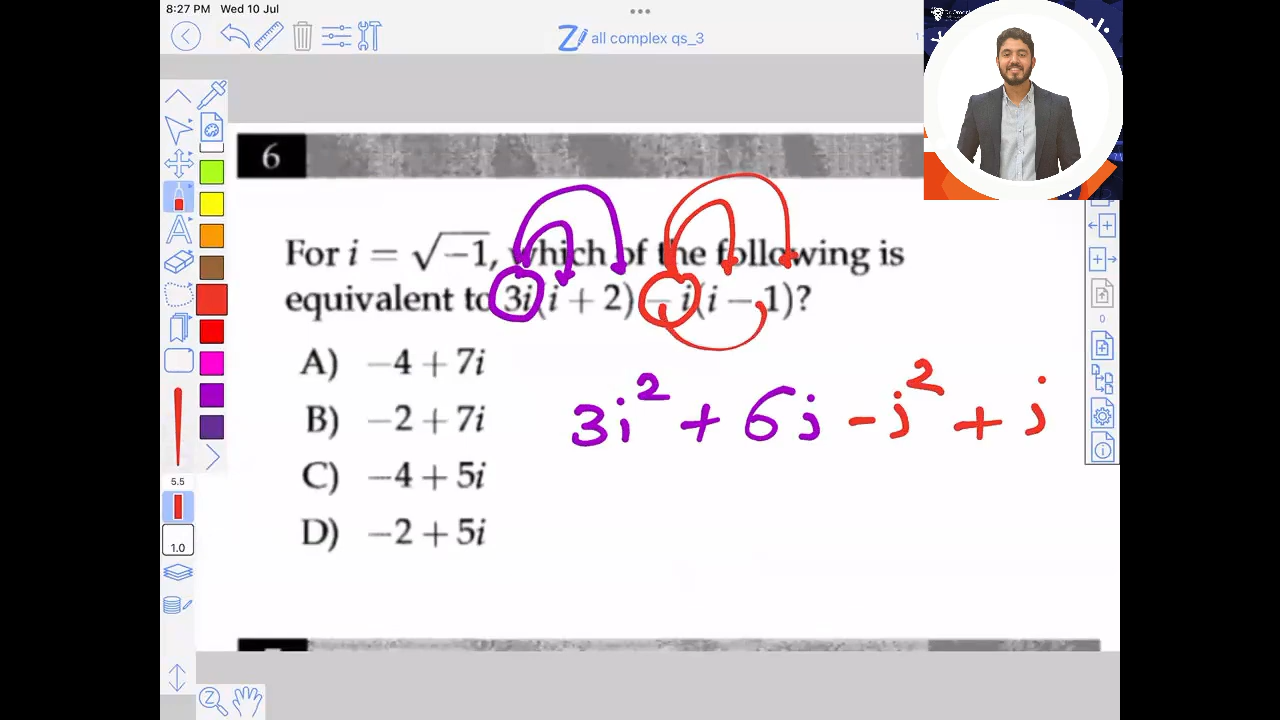 8:27 PM Wed 10 Jul
all complex qs_3
6
For i = √−1, which of the following is
equivalent to 3i(i + 2) − i(i − 1)?
A) −4 + 7i
B) −2 + 7i
C) −4 + 5i
D) −2 + 5i
3i² + 6i − i² + i
5.5
1.0
0